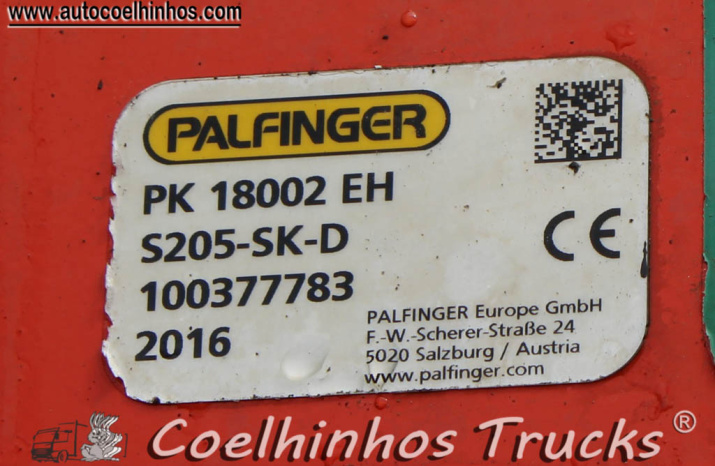 www.autocoelhinhos.com
PALFINGER
PK 18002 EH
S205-SK-D
100377783
2016
CE
PALFINGER Europe GmbH
F.-W.-Scherer-Straße 24
5020 Salzburg / Austria
www.palfinger.com
Coelhinhos Trucks ®